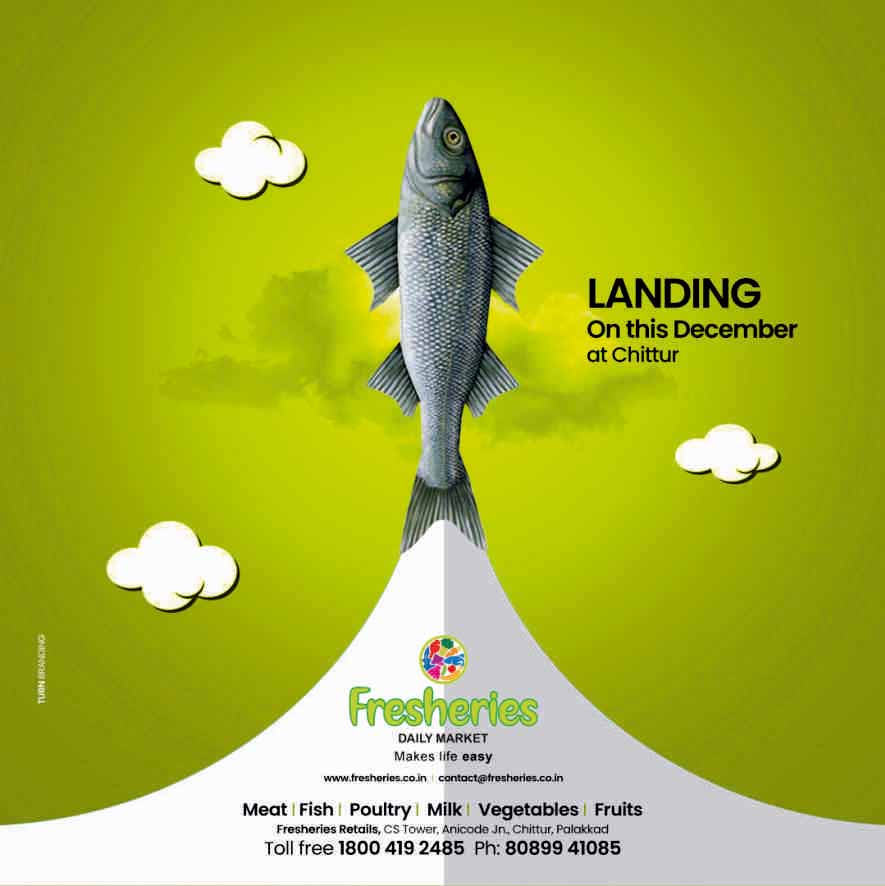 LANDING
On this December
at Chittur
TURN BRANDING
Fresheries
DAILY MARKET
Makes life easy
www.fresheries.co.in | contact@fresheries.co.in
Meat | Fish | Poultry | Milk | Vegetables | Fruits
Fresheries Retails, CS Tower, Anicode Jn., Chittur, Palakkad
Toll free 1800 419 2485 Ph: 80899 41085